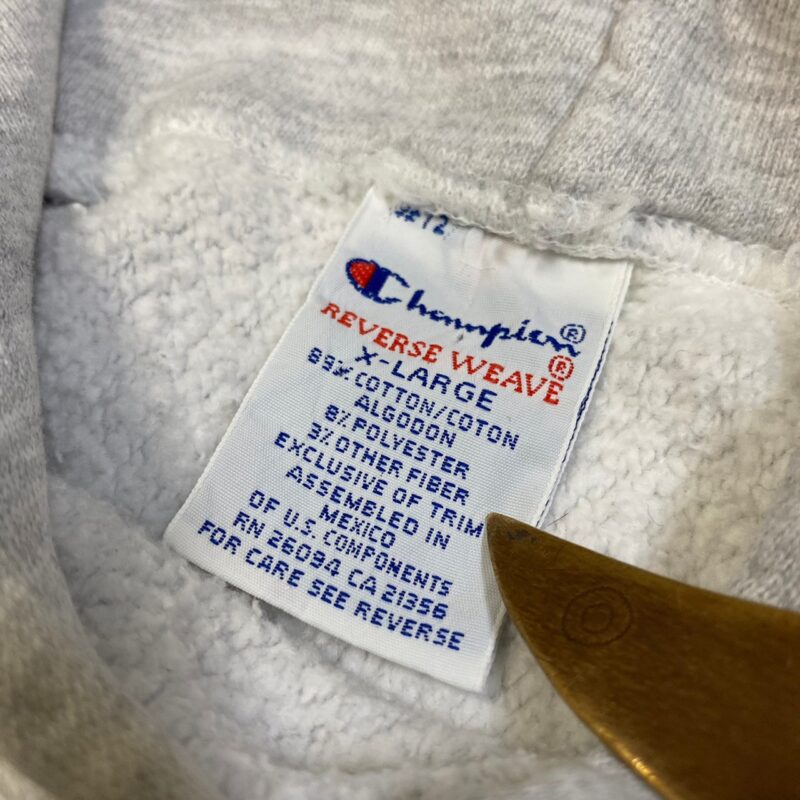 #12
Champion®
REVERSE WEAVE®
X-LARGE
89% COTTON/COTON
ALGODON
8% POLYESTER
3% OTHER FIBER
EXCLUSIVE OF TRIM
ASSEMBLED IN
MEXICO
OF U.S. COMPONENTS
RN 26094 CA 21356
FOR CARE SEE REVERSE